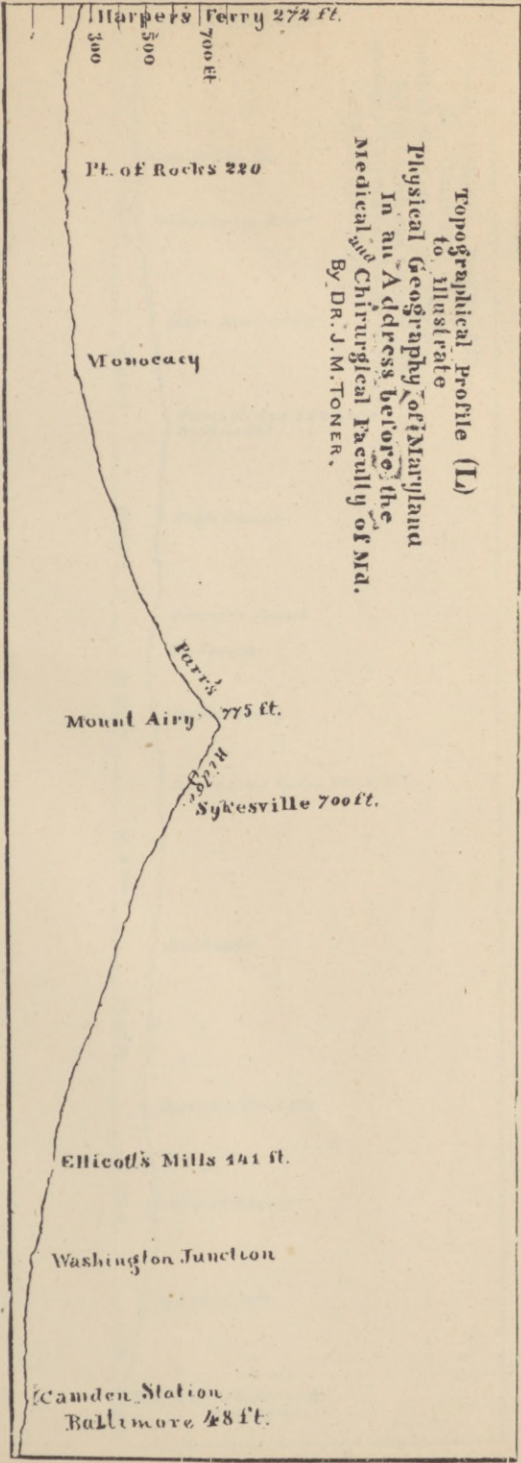 Harpers Ferry 272 ft.
300
500
700 ft
Pt. of Rocks 220
Monocacy
Topographical Profile (L)
to illustrate
Physical Geography of Maryland
In an Address before the
Medical and Chirurgical Faculty of Md.
By DR. J. M. TONER.
Parr's
Mount Airy 775 ft.
Ridge
Sykesville 700 ft.
Ellicott's Mills 141 ft.
Washington Junction
Camden Station
Baltimore 48 ft.